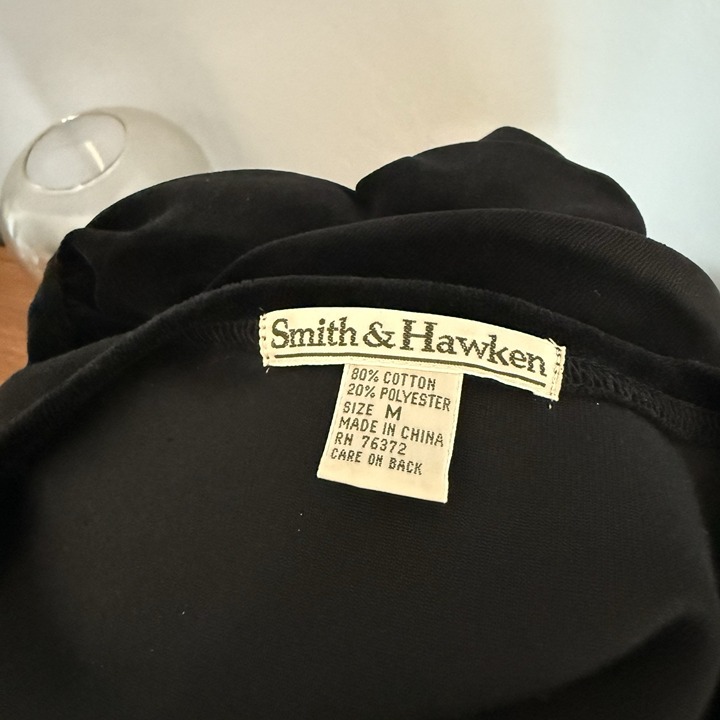 Smith & Hawken
80% COTTON
20% POLYESTER
SIZE M
MADE IN CHINA
RN 76372
CARE ON BACK